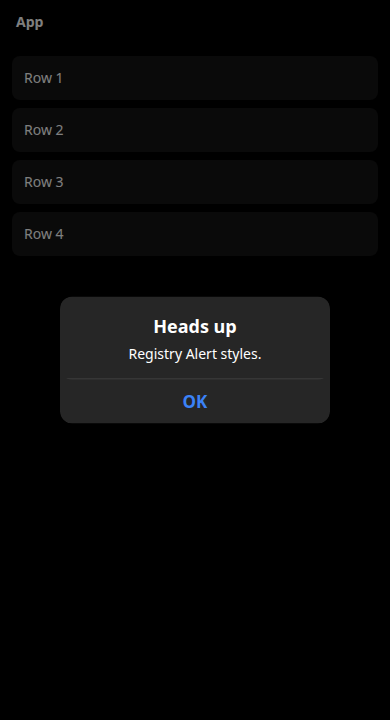 App
Row 1
Row 2
Row 3
Row 4
Heads up
Registry Alert styles.
OK